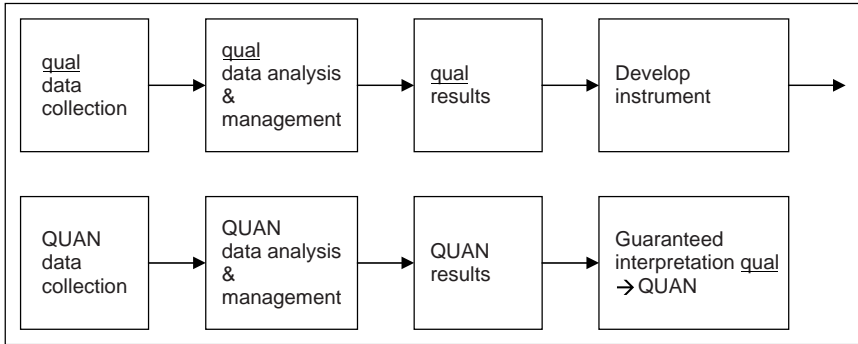 qual
data
collection
qual
data analysis
&
management
qual
results
Develop
instrument
QUAN
data
collection
QUAN
data analysis
&
management
QUAN
results
Guaranteed
interpretation qual
→ QUAN